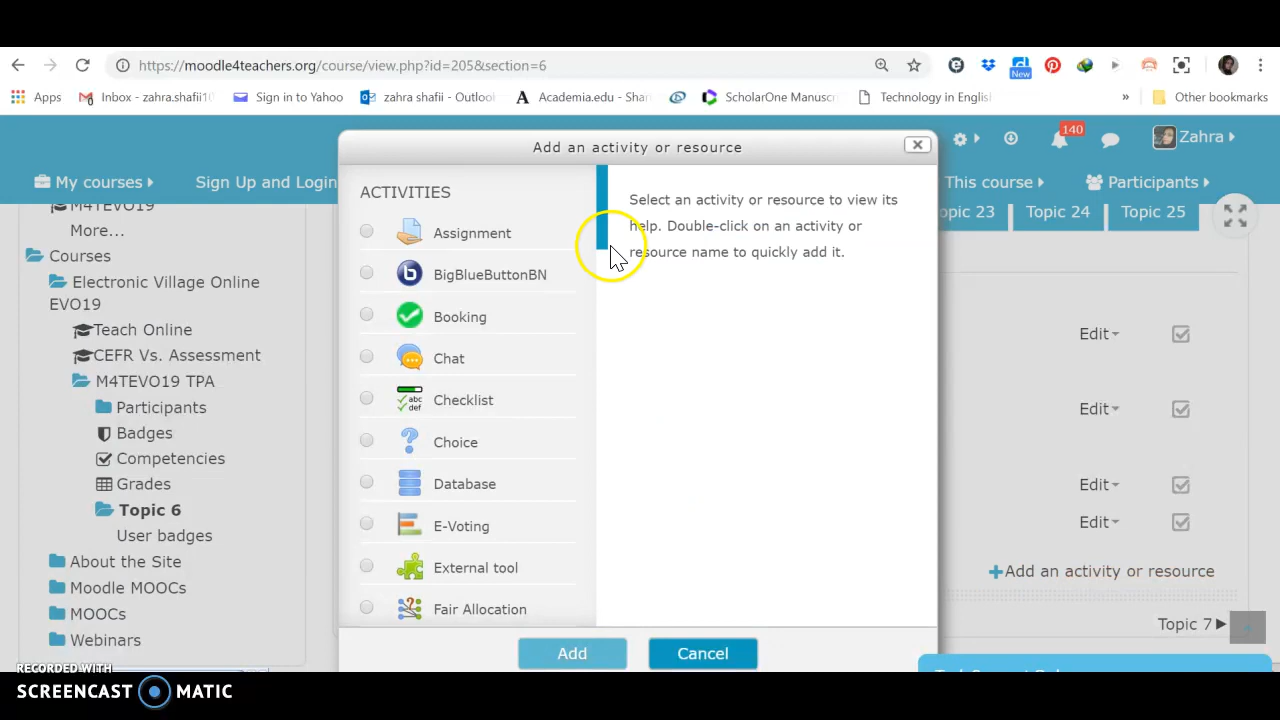 https://moodle4teachers.org/course/view.php?id=205&section=6
New
Apps
Inbox - zahra.shafii10
Sign in to Yahoo
zahra shafii - Outlook
Academia.edu - Shar
ScholarOne Manuscri
Technology in Englis
»
Other bookmarks
140
Zahra
My courses
Sign Up and Login
This course
Participants
opic 23
Topic 24
Topic 25
M4TEVO19
More...
Courses
Electronic Village Online
EVO19
Teach Online
CEFR Vs. Assessment
M4TEVO19 TPA
Participants
Badges
Competencies
Grades
Topic 6
User badges
About the Site
Moodle MOOCs
MOOCs
Webinars
Add an activity or resource
ACTIVITIES
Assignment
BigBlueButtonBN
Booking
Chat
Checklist
Choice
Database
E-Voting
External tool
Fair Allocation
Select an activity or resource to view its
help. Double-click on an activity or
resource name to quickly add it.
Add
Cancel
Edit
Edit
Edit
Edit
Add an activity or resource
Topic 7
RECORDED WITH
SCREENCAST MATIC